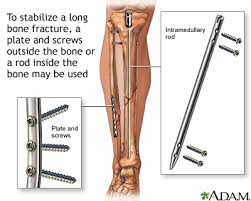 To stabilize a long
bone fracture, a
plate and screws
outside the bone or
a rod inside the
bone may be used
Intramedullary
rod
Plate and
screws
ADAM.